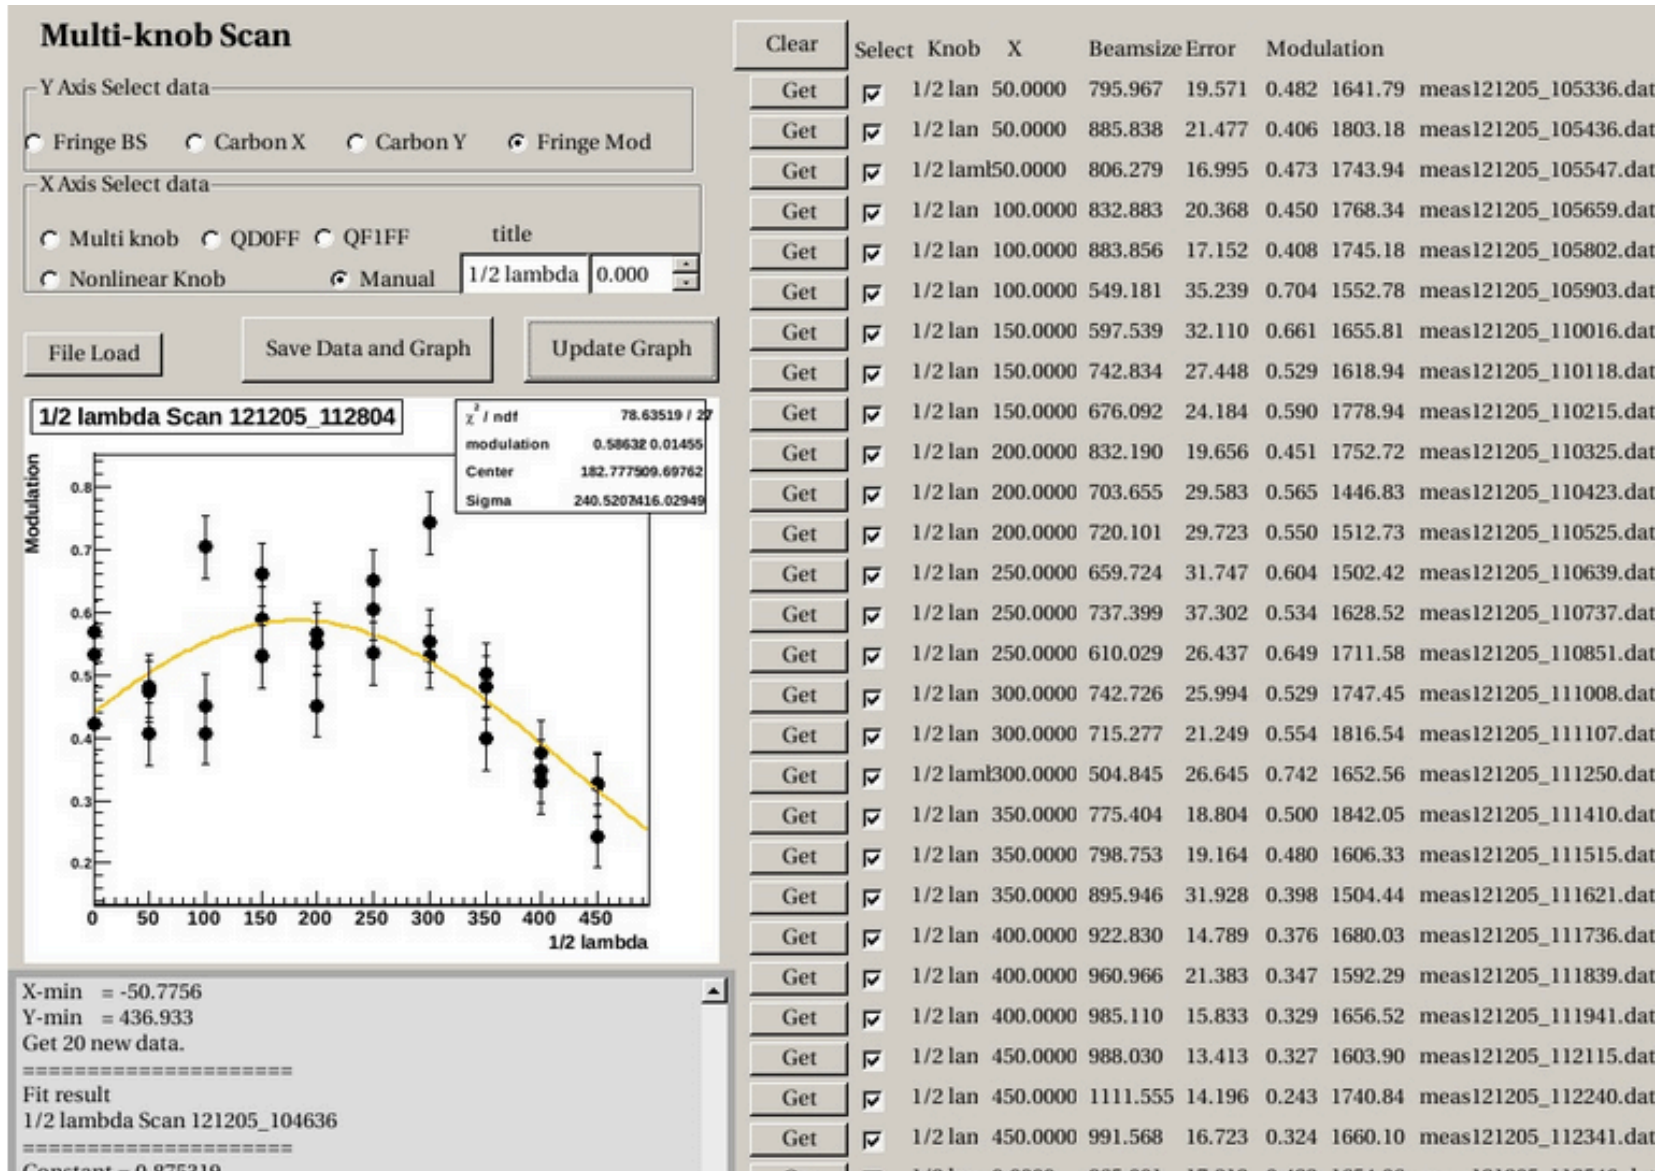 Multi-knob Scan
Y Axis Select data
Fringe BS Carbon X Carbon Y Fringe Mod
X Axis Select data
Multi knob QD0FF QF1FF title
Nonlinear Knob Manual 1/2 lambda 0.000
File Load Save Data and Graph Update Graph
1/2 lambda Scan 121205_112804
χ² / ndf 78.63519 / 27
modulation 0.58632 0.01455
Center 182.777509.69762
Sigma 240.5207416.02949
Modulation
0.8
0.7
0.6
0.5
0.4
0.3
0.2
0 50 100 150 200 250 300 350 400 450
1/2 lambda
X-min = -50.7756
Y-min = 436.933
Get 20 new data.
=====================
Fit result
1/2 lambda Scan 121205_104636
=====================
Constant = 0.875319
Clear Select Knob X Beamsize Error Modulation
Get 1/2 lan 50.0000 795.967 19.571 0.482 1641.79 meas121205_105336.dat
Get 1/2 lan 50.0000 885.838 21.477 0.406 1803.18 meas121205_105436.dat
Get 1/2 laml50.0000 806.279 16.995 0.473 1743.94 meas121205_105547.dat
Get 1/2 lan 100.0000 832.883 20.368 0.450 1768.34 meas121205_105659.dat
Get 1/2 lan 100.0000 883.856 17.152 0.408 1745.18 meas121205_105802.dat
Get 1/2 lan 100.0000 549.181 35.239 0.704 1552.78 meas121205_105903.dat
Get 1/2 lan 150.0000 597.539 32.110 0.661 1655.81 meas121205_110016.dat
Get 1/2 lan 150.0000 742.834 27.448 0.529 1618.94 meas121205_110118.dat
Get 1/2 lan 150.0000 676.092 24.184 0.590 1778.94 meas121205_110215.dat
Get 1/2 lan 200.0000 832.190 19.656 0.451 1752.72 meas121205_110325.dat
Get 1/2 lan 200.0000 703.655 29.583 0.565 1446.83 meas121205_110423.dat
Get 1/2 lan 200.0000 720.101 29.723 0.550 1512.73 meas121205_110525.dat
Get 1/2 lan 250.0000 659.724 31.747 0.604 1502.42 meas121205_110639.dat
Get 1/2 lan 250.0000 737.399 37.302 0.534 1628.52 meas121205_110737.dat
Get 1/2 lan 250.0000 610.029 26.437 0.649 1711.58 meas121205_110851.dat
Get 1/2 lan 300.0000 742.726 25.994 0.529 1747.45 meas121205_111008.dat
Get 1/2 lan 300.0000 715.277 21.249 0.554 1816.54 meas121205_111107.dat
Get 1/2 laml300.0000 504.845 26.645 0.742 1652.56 meas121205_111250.dat
Get 1/2 lan 350.0000 775.404 18.804 0.500 1842.05 meas121205_111410.dat
Get 1/2 lan 350.0000 798.753 19.164 0.480 1606.33 meas121205_111515.dat
Get 1/2 lan 350.0000 895.946 31.928 0.398 1504.44 meas121205_111621.dat
Get 1/2 lan 400.0000 922.830 14.789 0.376 1680.03 meas121205_111736.dat
Get 1/2 lan 400.0000 960.966 21.383 0.347 1592.29 meas121205_111839.dat
Get 1/2 lan 400.0000 985.110 15.833 0.329 1656.52 meas121205_111941.dat
Get 1/2 lan 450.0000 988.030 13.413 0.327 1603.90 meas121205_112115.dat
Get 1/2 lan 450.0000 1111.555 14.196 0.243 1740.84 meas121205_112240.dat
Get 1/2 lan 450.0000 991.568 16.723 0.324 1660.10 meas121205_112341.dat